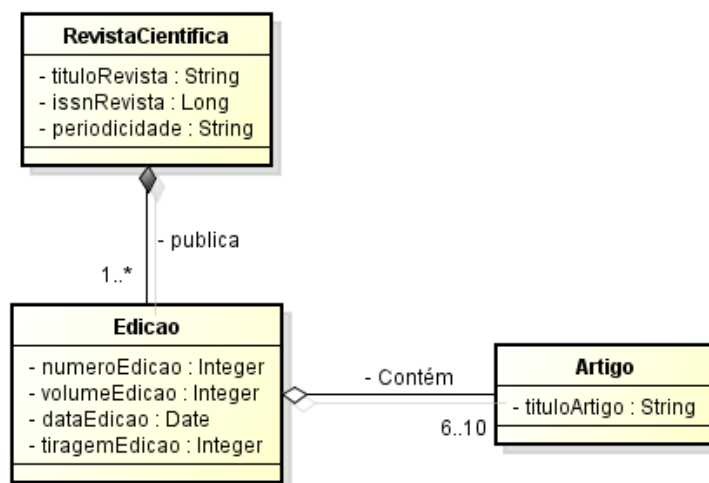 RevistaCientifica
- tituloRevista : String
- issnRevista : Long
- periodicidade : String
- publica
1..*
Edicao
- numeroEdicao : Integer
- volumeEdicao : Integer
- dataEdicao : Date
- tiragemEdicao : Integer
- Contém
6..10
Artigo
- tituloArtigo : String